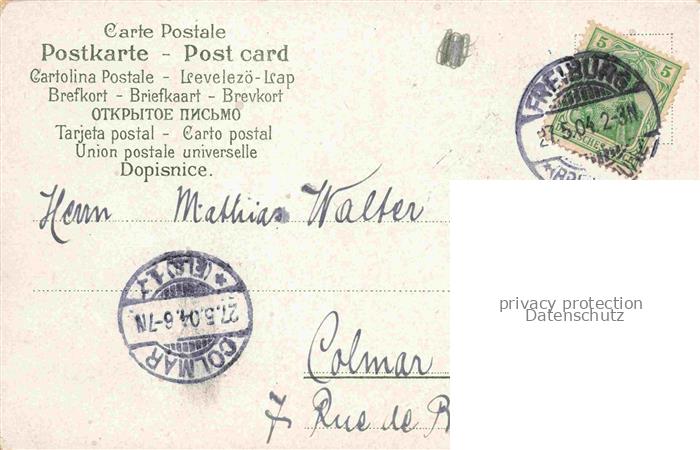 Carte Postale
Postkarte - Post card
Cartolina Postale - Levelezö-Lap
Brefkort - Briefkaart - Brevkort
ОТКРЫТОЕ ПИСЬМО
Tarjeta postal - Carto postal
Union postale universelle
Dopisnice.
5 5
FREIBURG
27.5.04 2-3N
Herrn Mathias Walter
* (ELS) 1 *
27.5.04.6-7N
COLMAR
privacy protection
Datenschutz
Colmar
7 Rue de B